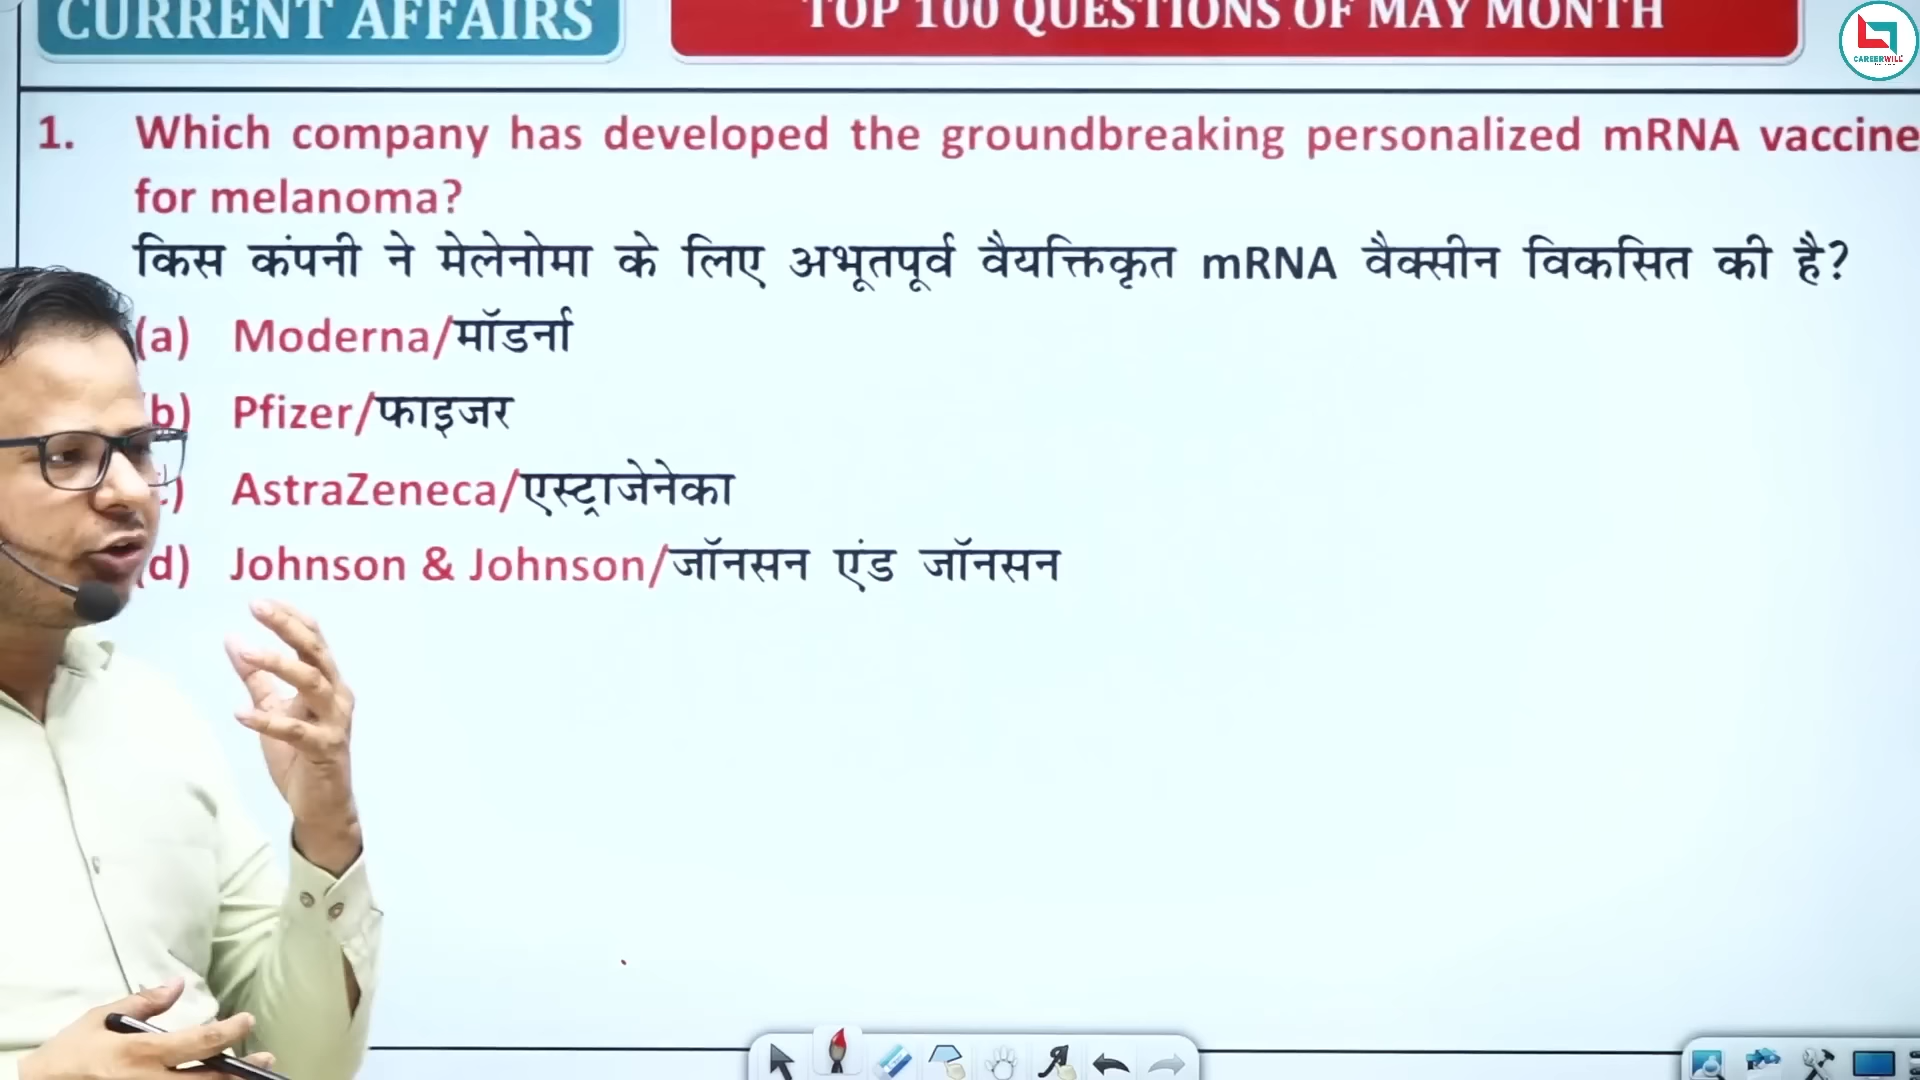 CURRENT AFFAIRS
TOP 100 QUESTIONS OF MAY MONTH
CAREERWILL
1. Which company has developed the groundbreaking personalized mRNA vaccine
for melanoma?
किस कंपनी ने मेलेनोमा के लिए अभूतपूर्व वैयक्तिकृत mRNA वैक्सीन विकसित की है?
(a) Moderna/मॉडर्ना
b) Pfizer/फाइजर
c) AstraZeneca/एस्ट्राजेनेका
(d) Johnson & Johnson/जॉनसन एंड जॉनसन